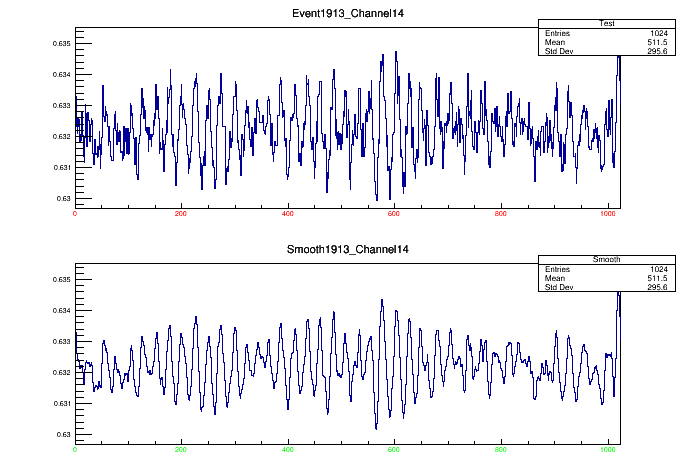 Event1913_Channel14
Test
Entries 1024
Mean 511.5
Std Dev 295.6
0.635
0.634
0.633
0.632
0.631
0.63
0 200 400 600 800 1000
Smooth1913_Channel14
Smooth
Entries 1024
Mean 511.5
Std Dev 295.6
0.635
0.634
0.633
0.632
0.631
0.63
0 200 400 600 800 1000